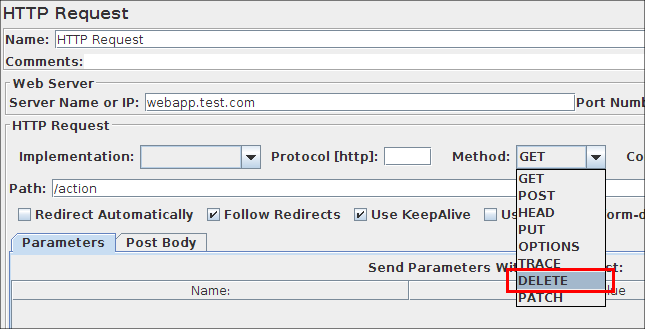 HTTP Request
Name: HTTP Request
Comments:
Web Server
Server Name or IP: webapp.test.com Port Numb
HTTP Request
Implementation: Protocol [http]: Method: GET Co
GET
POST
HEAD
PUT
OPTIONS
TRACE
DELETE
PATCH
Path: /action
Redirect Automatically Follow Redirects Use KeepAlive Us orm-d
Parameters Post Body
Send Parameters Wit st:
Name: lue